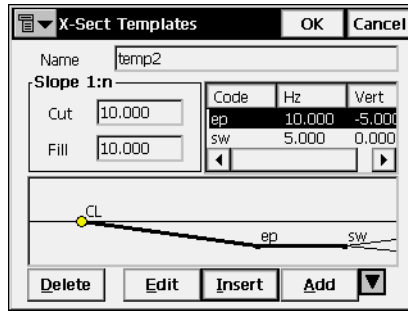 X-Sect Templates OK Cancel
Name temp2
Slope 1:n
Cut 10.000
Fill 10.000
Code Hz Vert
ep 10.000 -5.000
sw 5.000 0.000
CL
ep sw
Delete Edit Insert Add